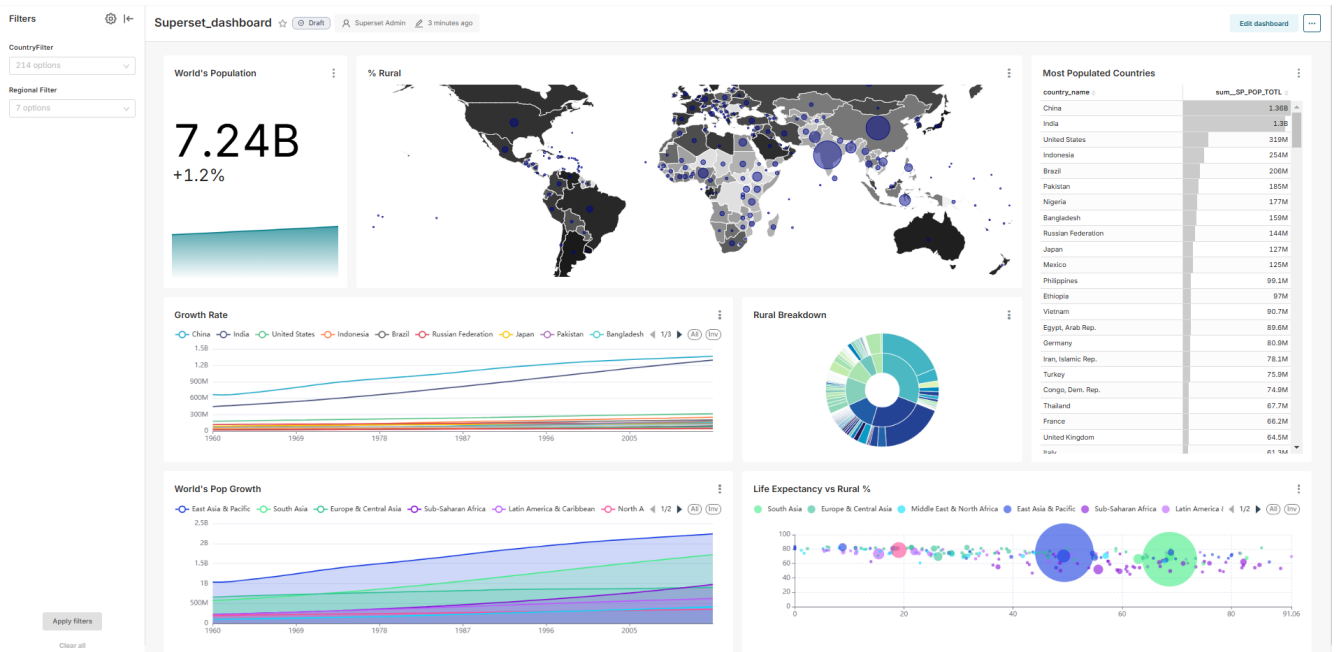 Filters
CountryFilter
214 options
Regional Filter
7 options
Apply filters
Clear all
Superset_dashboard
Draft
Superset Admin
3 minutes ago
Edit dashboard
World's Population
7.24B
+1.2%
% Rural
Most Populated Countries
country_name sum__SP_POP_TOTL
China 1.36B
India 1.3B
United States 319M
Indonesia 254M
Brazil 206M
Pakistan 185M
Nigeria 177M
Bangladesh 159M
Russian Federation 144M
Japan 127M
Mexico 125M
Philippines 99.1M
Ethiopia 97M
Vietnam 90.7M
Egypt, Arab Rep. 89.6M
Germany 80.9M
Iran, Islamic Rep. 78.1M
Turkey 75.9M
Congo, Dem. Rep. 74.9M
Thailand 67.7M
France 66.2M
United Kingdom 64.5M
Italy 61.3M
Growth Rate
China India United States Indonesia Brazil Russian Federation Japan Pakistan Bangladesh 1/3 All Inv
1.5B
1.2B
900M
600M
300M
0
1960 1969 1978 1987 1996 2005
Rural Breakdown
World's Pop Growth
East Asia & Pacific South Asia Europe & Central Asia Sub-Saharan Africa Latin America & Caribbean North A 1/2 All Inv
2.5B
2B
1.5B
1B
500M
0
1960 1969 1978 1987 1996 2005
Life Expectancy vs Rural %
South Asia Europe & Central Asia Middle East & North Africa East Asia & Pacific Sub-Saharan Africa Latin America 1/2 All Inv
100
80
60
40
20
0
0 20 40 60 80 91.06